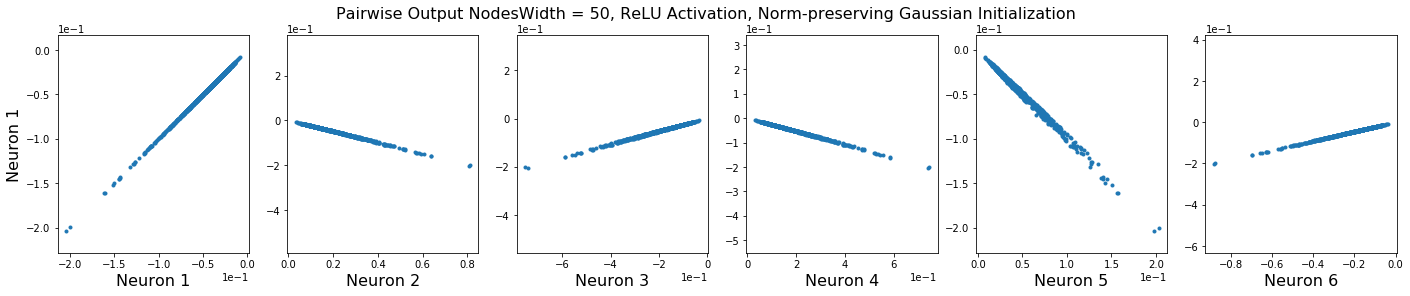 Pairwise Output NodesWidth = 50, ReLU Activation, Norm-preserving Gaussian Initialization
1e−1 1e−1 1e−1 1e−1 1e−1 1e−1
Neuron 1
0.0
−0.5
−1.0
−1.5
−2.0
−2.0 −1.5 −1.0 −0.5 0.0
1e−1
Neuron 1
2
0
−2
−4
0.0 0.2 0.4 0.6 0.8
Neuron 2
2
0
−2
−4
−6 −4 −2 0
1e−1
Neuron 3
3
2
1
0
−1
−2
−3
−4
−5
0 2 4 6
1e−1
Neuron 4
0.0
−0.5
−1.0
−1.5
−2.0
0.0 0.5 1.0 1.5 2.0
1e−1
Neuron 5
4
2
0
−2
−4
−6
−0.8 −0.6 −0.4 −0.2 0.0
Neuron 6